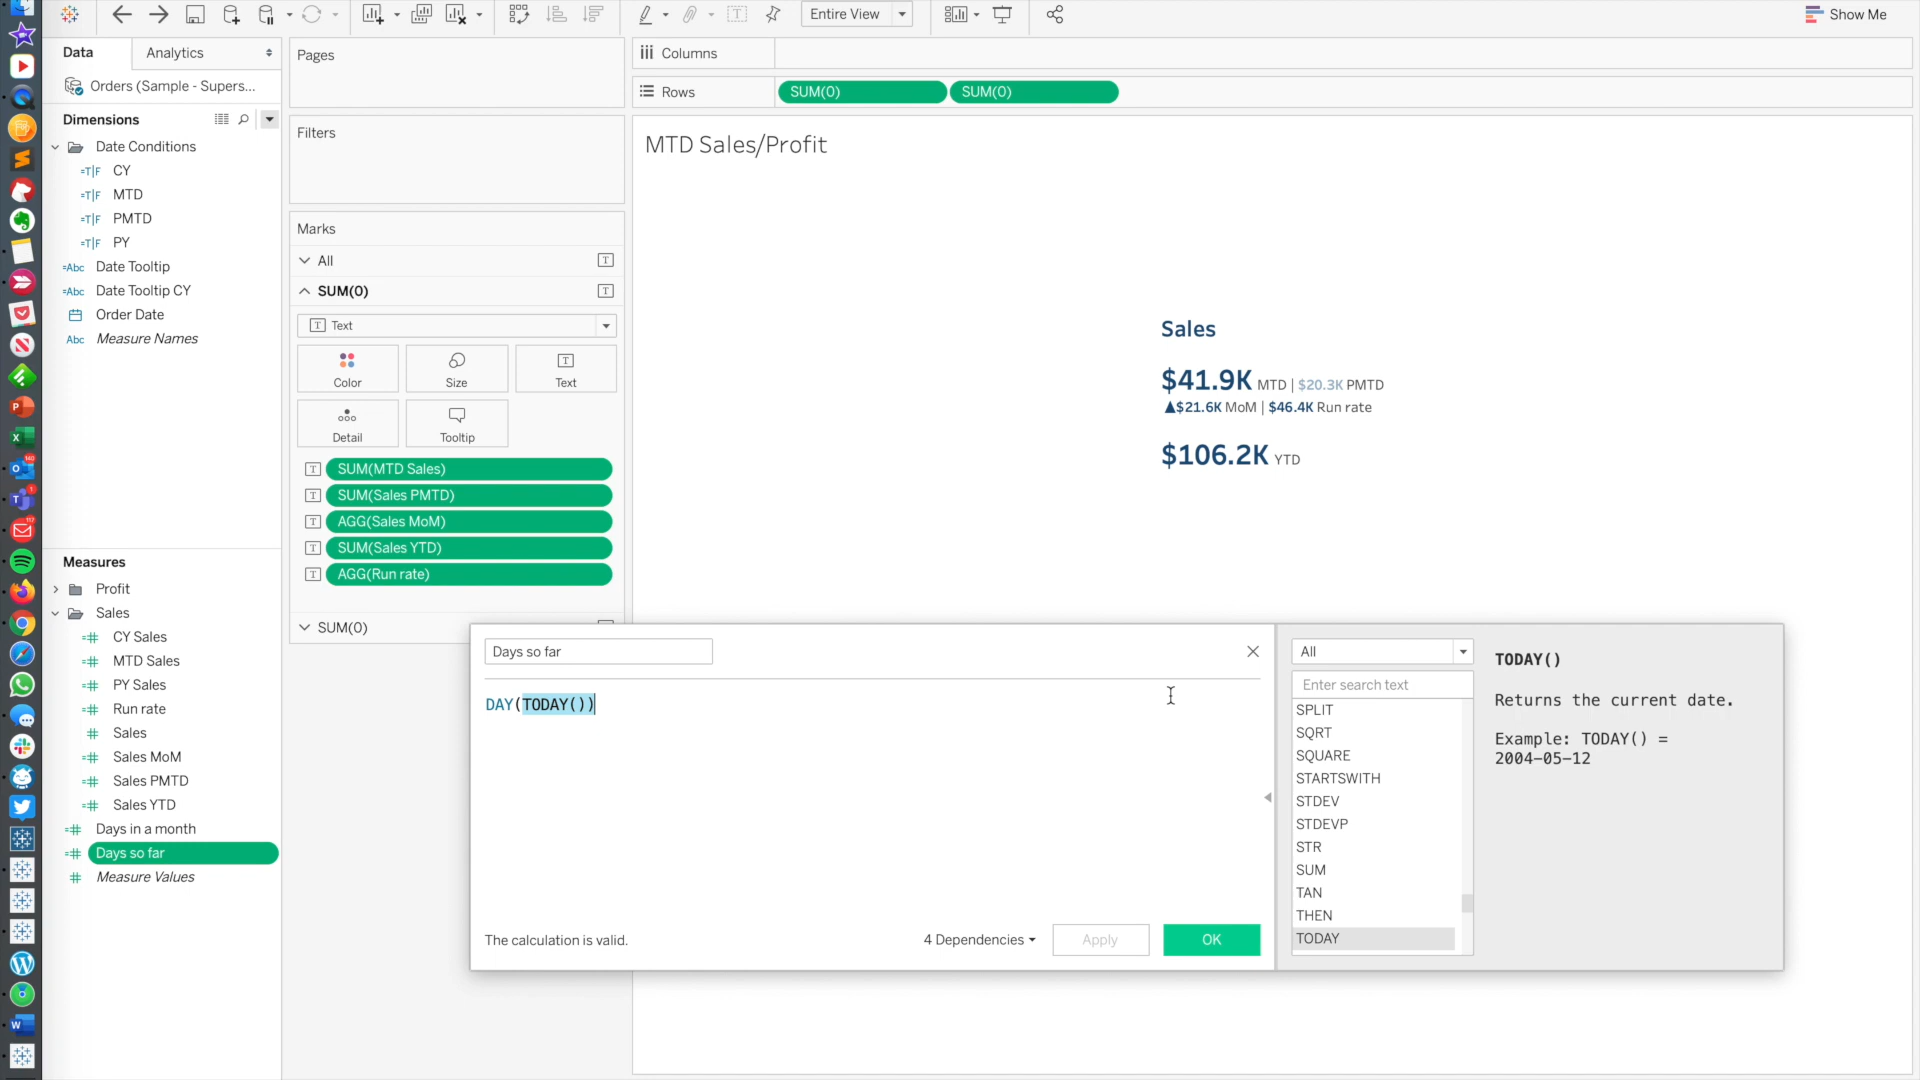 Entire View
Show Me
Data
Analytics
Orders (Sample - Supers...
Dimensions
Date Conditions
=T|F CY
=T|F MTD
=T|F PMTD
=T|F PY
=Abc Date Tooltip
=Abc Date Tooltip CY
Order Date
Abc Measure Names
Measures
Profit
Sales
=# CY Sales
=# MTD Sales
=# PY Sales
=# Run rate
# Sales
=# Sales MoM
=# Sales PMTD
=# Sales YTD
=# Days in a month
=# Days so far
# Measure Values
Pages
Filters
Marks
All
SUM(0)
Text
Color
Size
Text
Detail
Tooltip
SUM(MTD Sales)
SUM(Sales PMTD)
AGG(Sales MoM)
SUM(Sales YTD)
AGG(Run rate)
SUM(0)
Columns
Rows
SUM(0)
SUM(0)
MTD Sales/Profit
Sales
$41.9K MTD | $20.3K PMTD
▲$21.6K MoM | $46.4K Run rate
$106.2K YTD
Days so far
DAY(TODAY())
The calculation is valid.
4 Dependencies
Apply
OK
All
Enter search text
SPLIT
SQRT
SQUARE
STARTSWITH
STDEV
STDEVP
STR
SUM
TAN
THEN
TODAY
TODAY()
Returns the current date.
Example: TODAY() =
2004-05-12